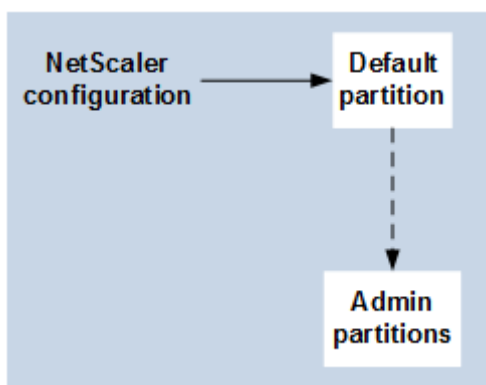 NetScaler
configuration
Default
partition
Admin
partitions